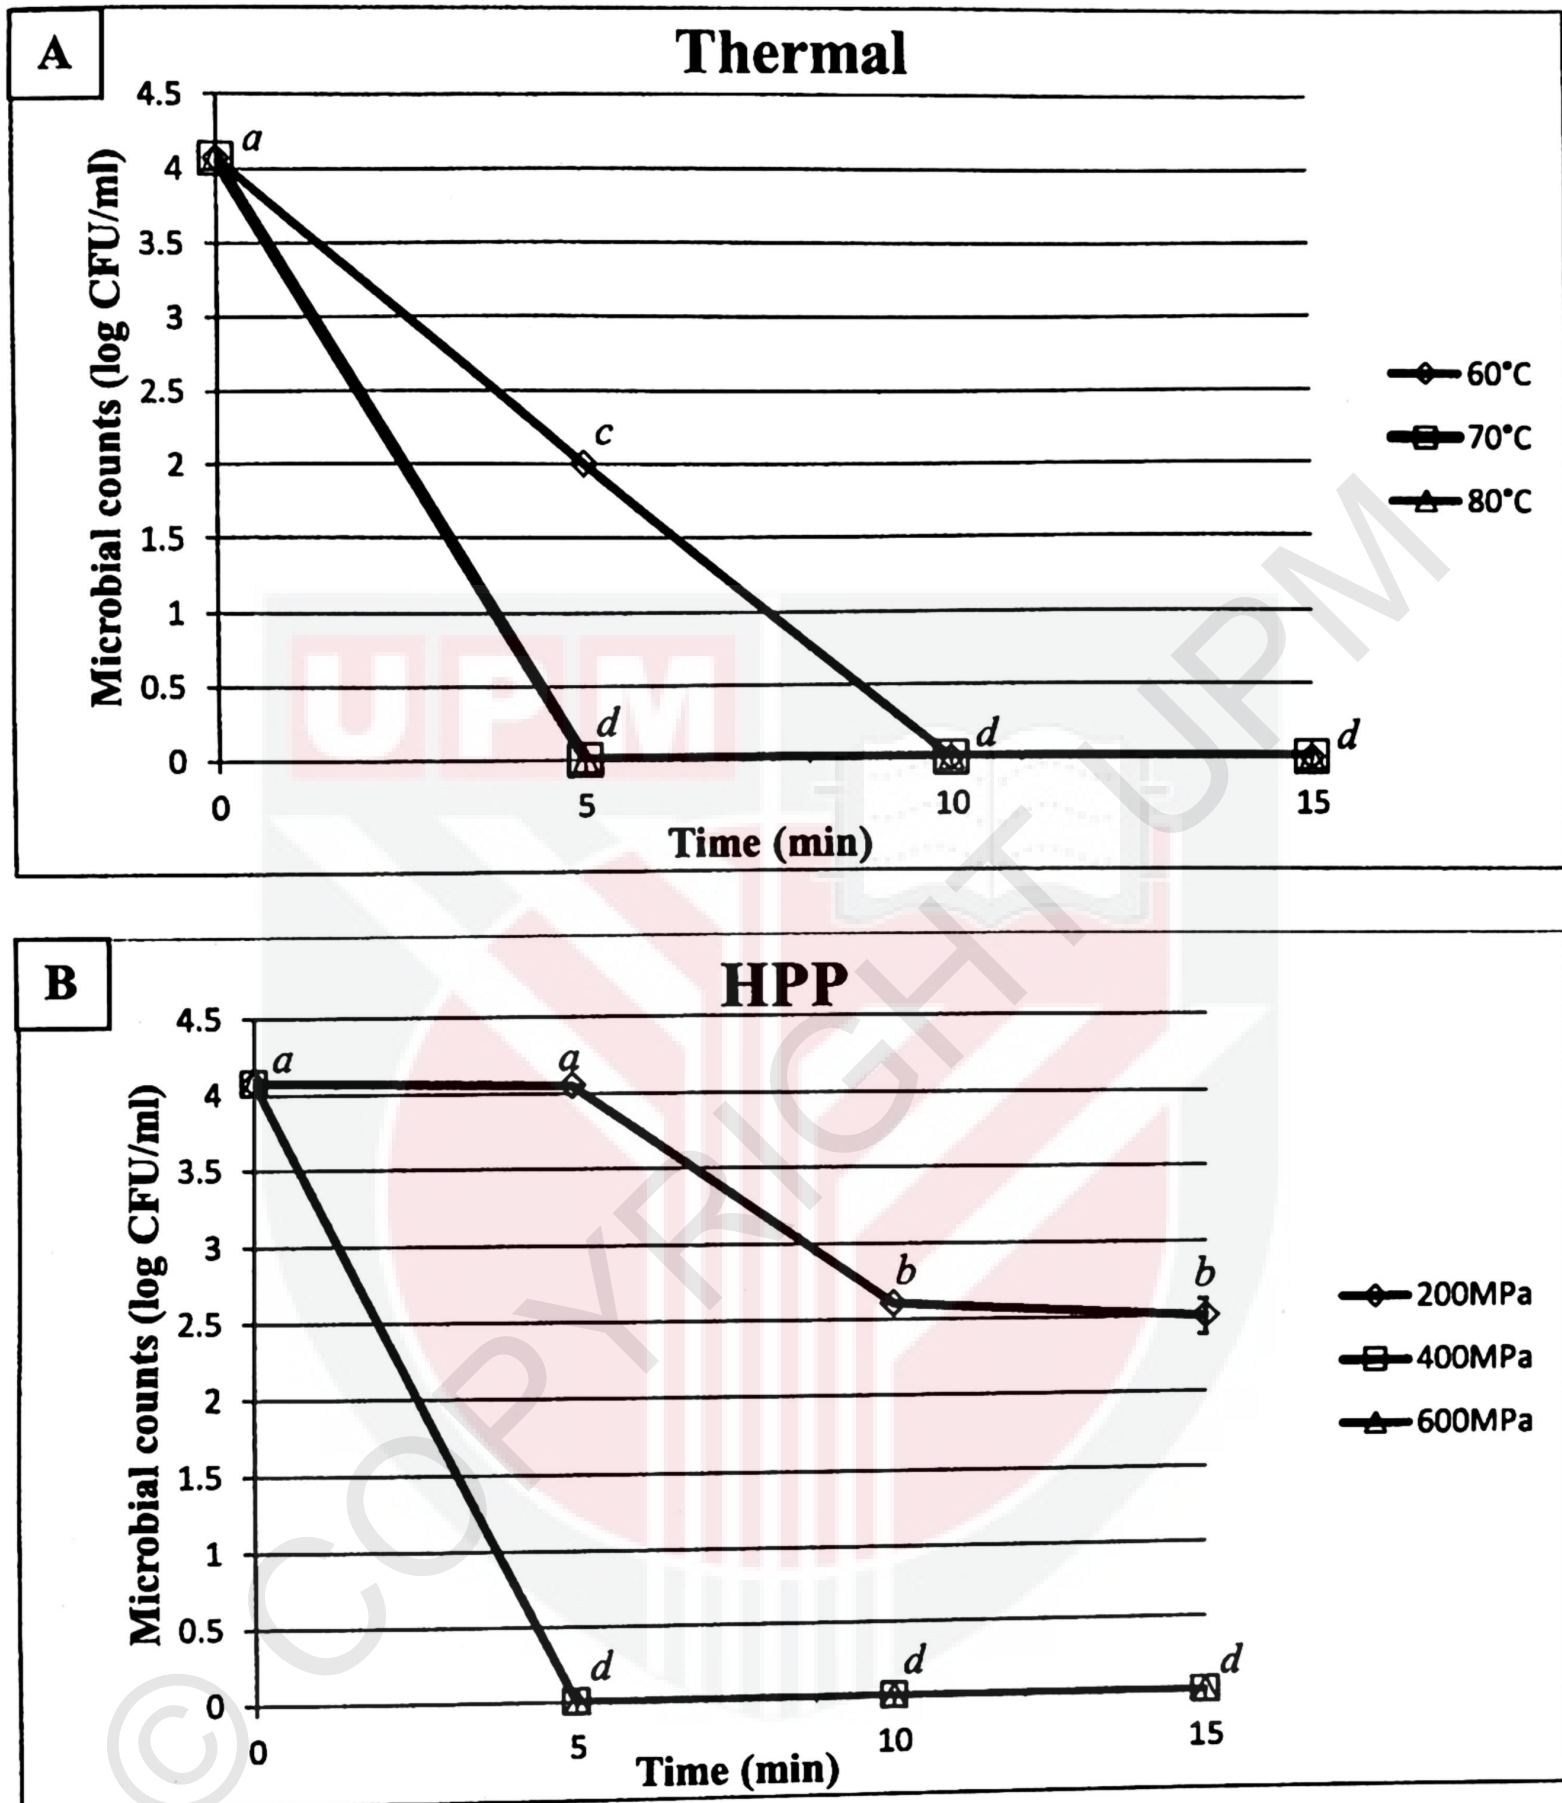 A
Thermal
4.5
4
3.5
3
2.5
2
1.5
1
0.5
0
Microbial counts (log CFU/ml)
a
c
d
d
d
0
5
10
15
Time (min)
60°C
70°C
80°C
UPM
B
HPP
4.5
4
3.5
3
2.5
2
1.5
1
0.5
0
Microbial counts (log CFU/ml)
a
a
b
b
d
d
d
0
5
10
15
Time (min)
200MPa
400MPa
600MPa
© COPYRIGHT UPM